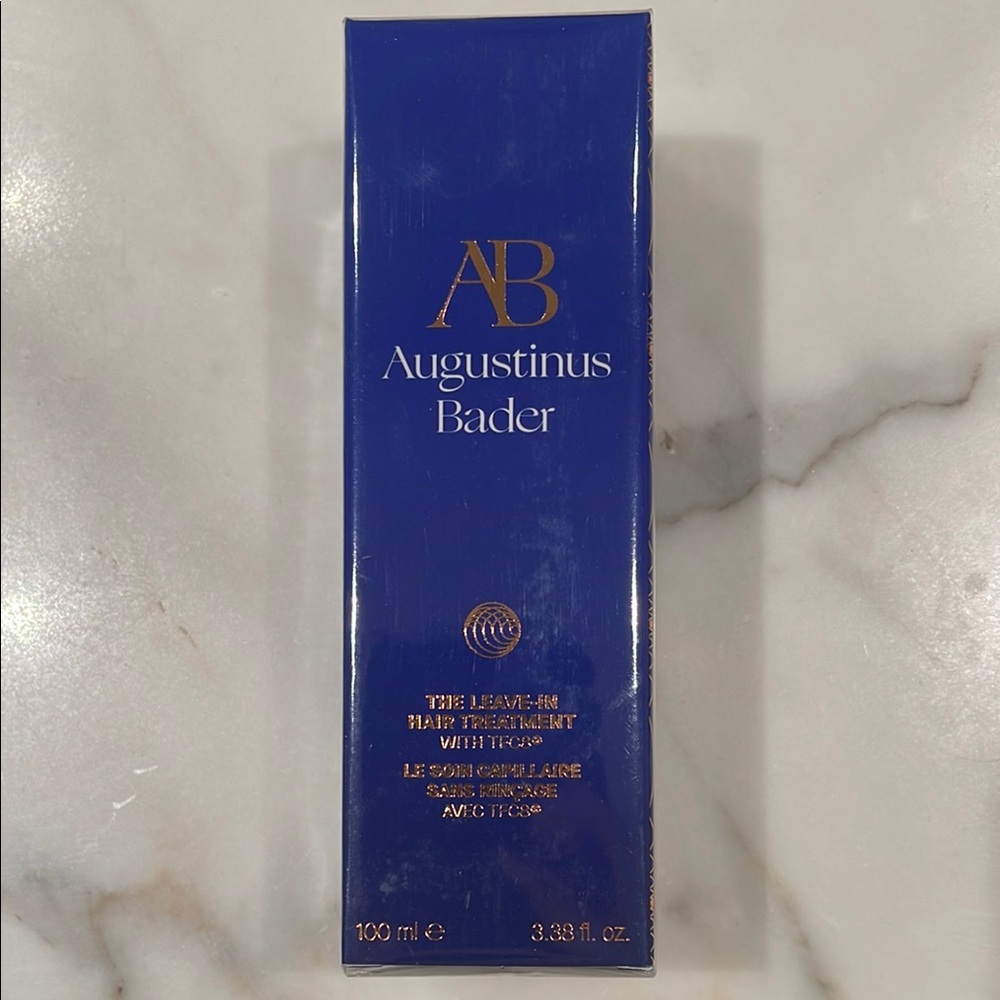 AB
Augustinus
Bader
THE LEAVE-IN
HAIR TREATMENT
WITH TFC8®
LE SOIN CAPILLAIRE
SANS RINÇAGE
AVEC TFC8®
100 ml ℮
3.38 fl. oz.